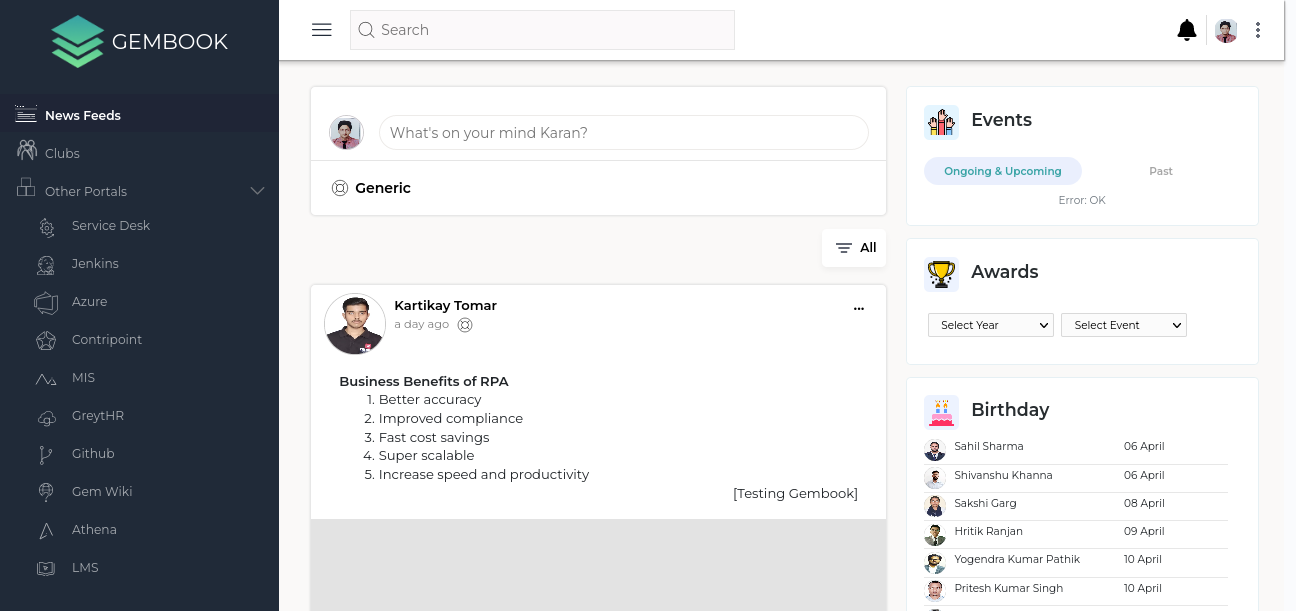 GEMBOOK
Search
News Feeds
Clubs
Other Portals
Service Desk
Jenkins
Azure
Contripoint
MIS
GreytHR
Github
Gem Wiki
Athena
LMS
What's on your mind Karan?
Generic
All
Kartikay Tomar
a day ago
Business Benefits of RPA
1. Better accuracy
2. Improved compliance
3. Fast cost savings
4. Super scalable
5. Increase speed and productivity
[Testing Gembook]
Events
Ongoing & Upcoming Past
Error: OK
Awards
Select Year Select Event
Birthday
Sahil Sharma 06 April
Shivanshu Khanna 06 April
Sakshi Garg 08 April
Hritik Ranjan 09 April
Yogendra Kumar Pathik 10 April
Pritesh Kumar Singh 10 April